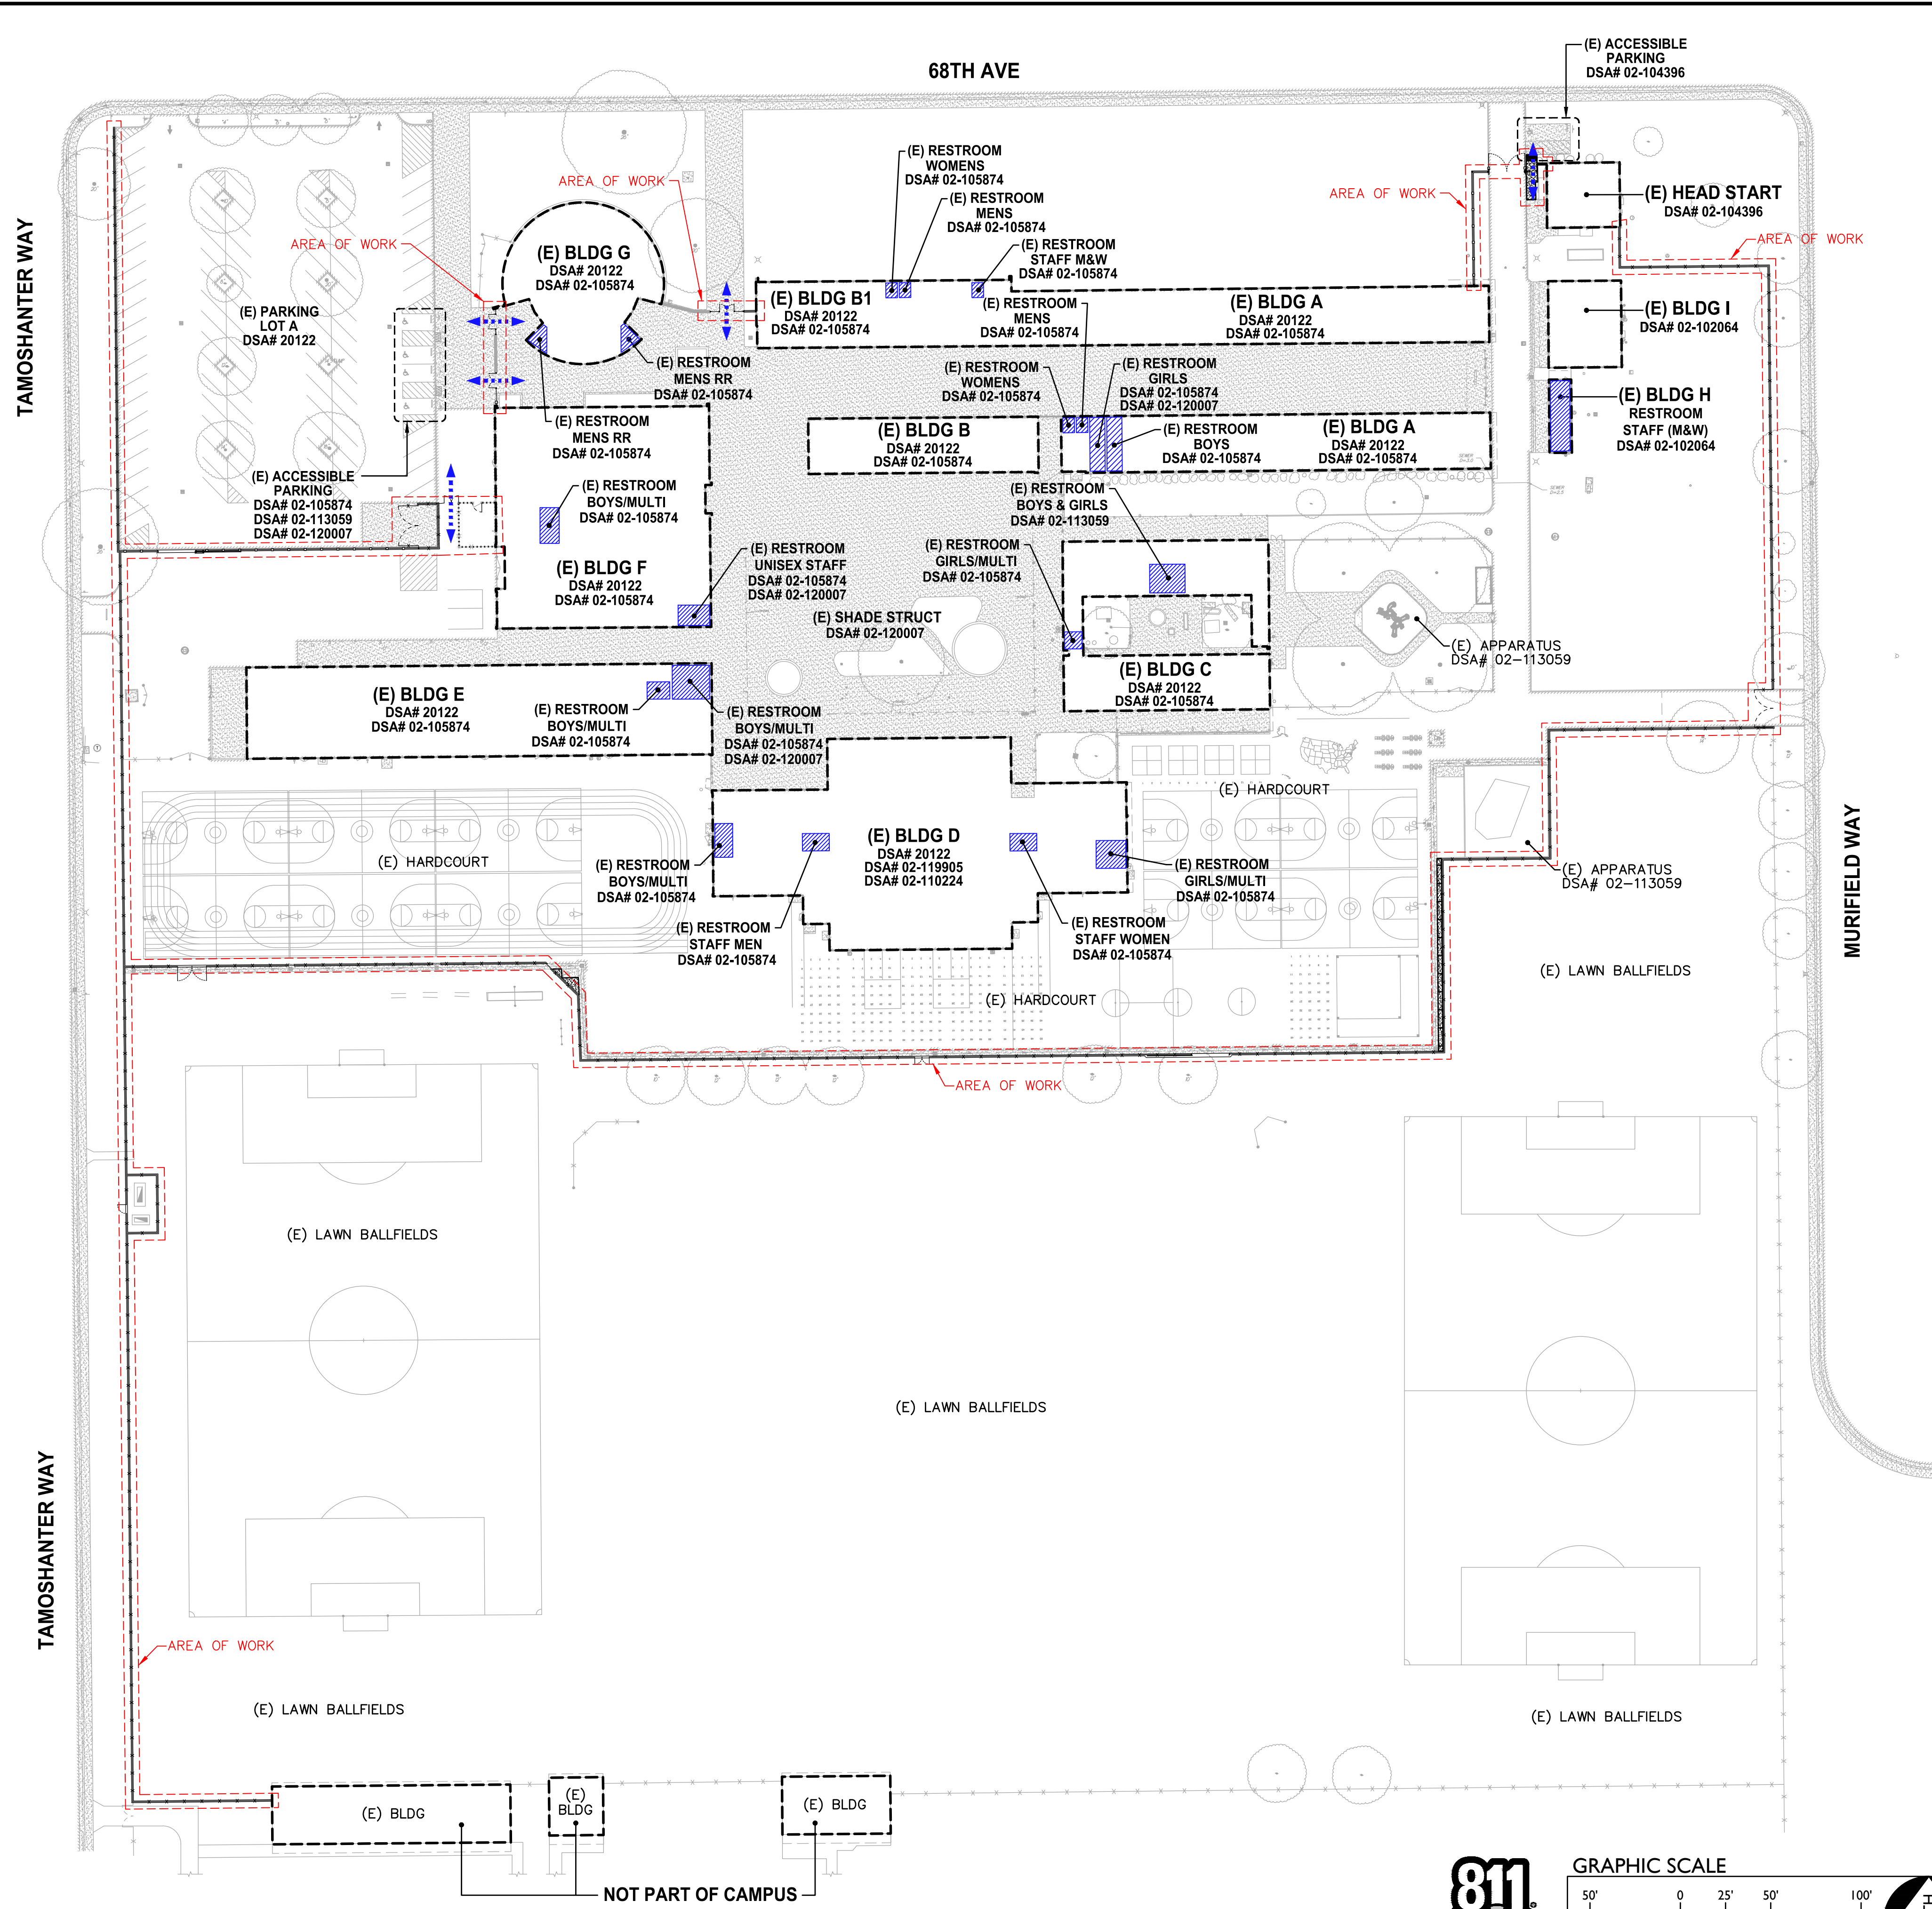 68TH AVE
(E) ACCESSIBLE
PARKING
DSA# 02-104396
TAMOSHANTER WAY
AREA OF WORK
AREA OF WORK
(E) RESTROOM
WOMENS
DSA# 02-105874
(E) RESTROOM
MENS
DSA# 02-105874
(E) RESTROOM
STAFF M&W
DSA# 02-105874
AREA OF WORK
(E) HEAD START
DSA# 02-104396
AREA OF WORK
(E) BLDG G
DSA# 20122
DSA# 02-105874
(E) PARKING
LOT A
DSA# 20122
(E) BLDG B1
DSA# 20122
DSA# 02-105874
(E) RESTROOM
MENS
DSA# 02-105874
(E) BLDG A
DSA# 20122
DSA# 02-105874
(E) BLDG I
DSA# 02-102064
(E) RESTROOM
MENS RR
DSA# 02-105874
(E) RESTROOM
WOMENS
DSA# 02-105874
(E) RESTROOM
GIRLS
DSA# 02-105874
DSA# 02-120007
(E) BLDG H
RESTROOM
STAFF (M&W)
DSA# 02-102064
(E) RESTROOM
MENS RR
DSA# 02-105874
(E) BLDG B
DSA# 20122
DSA# 02-105874
(E) RESTROOM
BOYS
DSA# 02-105874
(E) BLDG A
DSA# 20122
DSA# 02-105874
(E) ACCESSIBLE
PARKING
DSA# 02-105874
DSA# 02-113059
DSA# 02-120007
(E) RESTROOM
BOYS/MULTI
DSA# 02-105874
(E) RESTROOM
BOYS & GIRLS
DSA# 02-113059
(E) RESTROOM
UNISEX STAFF
DSA# 02-105874
DSA# 02-120007
(E) RESTROOM
GIRLS/MULTI
DSA# 02-105874
(E) BLDG F
DSA# 20122
DSA# 02-105874
(E) SHADE STRUCT
DSA# 02-120007
(E) APPARATUS
DSA# 02-113059
(E) BLDG E
DSA# 20122
DSA# 02-105874
(E) RESTROOM
BOYS/MULTI
DSA# 02-105874
(E) RESTROOM
BOYS/MULTI
DSA# 02-105874
DSA# 02-120007
(E) BLDG C
DSA# 20122
DSA# 02-105874
(E) HARDCOURT
(E) HARDCOURT
(E) RESTROOM
BOYS/MULTI
DSA# 02-105874
(E) BLDG D
DSA# 20122
DSA# 02-119905
DSA# 02-110224
(E) RESTROOM
GIRLS/MULTI
DSA# 02-105874
(E) APPARATUS
DSA# 02-113059
MURIFIELD WAY
(E) RESTROOM
STAFF MEN
DSA# 02-105874
(E) RESTROOM
STAFF WOMEN
DSA# 02-105874
(E) LAWN BALLFIELDS
(E) HARDCOURT
AREA OF WORK
(E) LAWN BALLFIELDS
(E) LAWN BALLFIELDS
TAMOSHANTER WAY
AREA OF WORK
(E) LAWN BALLFIELDS
(E) LAWN BALLFIELDS
(E) BLDG
(E)
BLDG
(E) BLDG
NOT PART OF CAMPUS
811
GRAPHIC SCALE
50' 0 25' 50' 100'